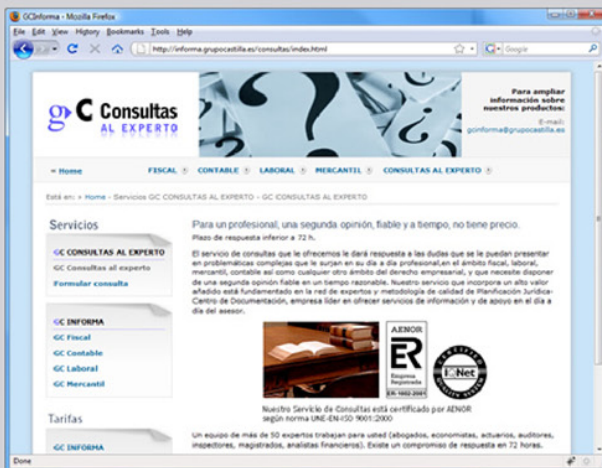 GCInforma - Mozilla Firefox
File Edit View History Bookmarks Tools Help
http://informa.grupocastilla.es/consultas/index.html
Google
g C Consultas
AL EXPERTO
Para ampliar
información sobre
nuestros productos:
E-mail:
gcinforma@grupocastilla.es
Home FISCAL CONTABLE LABORAL MERCANTIL CONSULTAS AL EXPERTO
Está en: » Home - Servicios GC CONSULTAS AL EXPERTO - GC CONSULTAS AL EXPERTO
Servicios
GC CONSULTAS AL EXPERTO
GC Consultas al experto
Formular consulta
GC INFORMA
GC Fiscal
GC Contable
GC Laboral
GC Mercantil
Tarifas
GC INFORMA
Para un profesional, una segunda opinión, fiable y a tiempo, no tiene precio.
Plazo de respuesta inferior a 72 h.
El servicio de consultas que le ofrecemos le dará respuesta a las dudas que se le puedan presentar
en problemáticas complejas que le surjan en su día a día profesional,en el ámbito fiscal, laboral,
mercantil, contable así como cualquier otro ámbito del derecho empresarial, y que necesite disponer
de una segunda opinión fiable en un tiempo razonable. Nuestro servicio que incorpora un alto valor
añadido está fundamentado en la red de expertos y metodología de calidad de Planificación Jurídica-
Centro de Documentación, empresa líder en ofrecer servicios de información y de apoyo en el día a
día del asesor.
AENOR
ER
Empresa
Registrada
ER-1602-2001
CERTIFIED
IQNet
Nuestro Servicio de Consultas está certificado por AENOR
según norma UNE-EN-ISO 9001:2000
Un equipo de más de 50 expertos trabajan para usted (abogados, economistas, actuarios, auditores,
inspectores, magistrados, analistas financieros). Existe un compromiso de respuesta en 72 horas.
Done